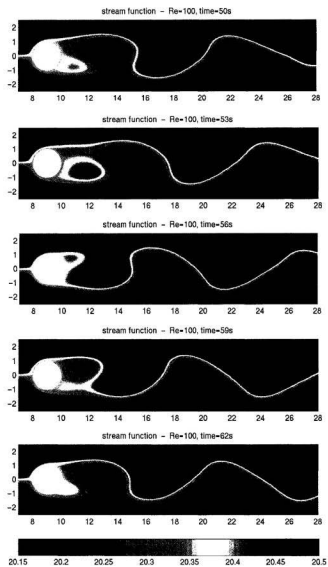 stream function - Re=100, time=50s
2
1
0
-1
-2
8 10 12 14 16 18 20 22 24 26 28
stream function - Re=100, time=53s
2
1
0
-1
-2
8 10 12 14 16 18 20 22 24 26 28
stream function - Re=100, time=56s
2
1
0
-1
-2
8 10 12 14 16 18 20 22 24 26 28
stream function - Re=100, time=59s
2
1
0
-1
-2
8 10 12 14 16 18 20 22 24 26 28
stream function - Re=100, time=62s
2
1
0
-1
-2
8 10 12 14 16 18 20 22 24 26 28
20.15 20.2 20.25 20.3 20.35 20.4 20.45 20.5